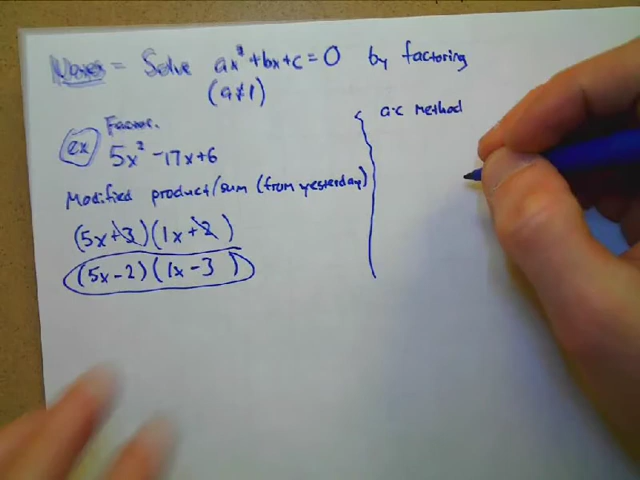 = Solve ax² + bx + c = 0 by factoring
(a≠1)
ex
Factor.
5x² - 17x + 6
Modified product/sum (from yesterday)
(5x+3)(1x+2)
(5x-2)(1x-3)
a·c method